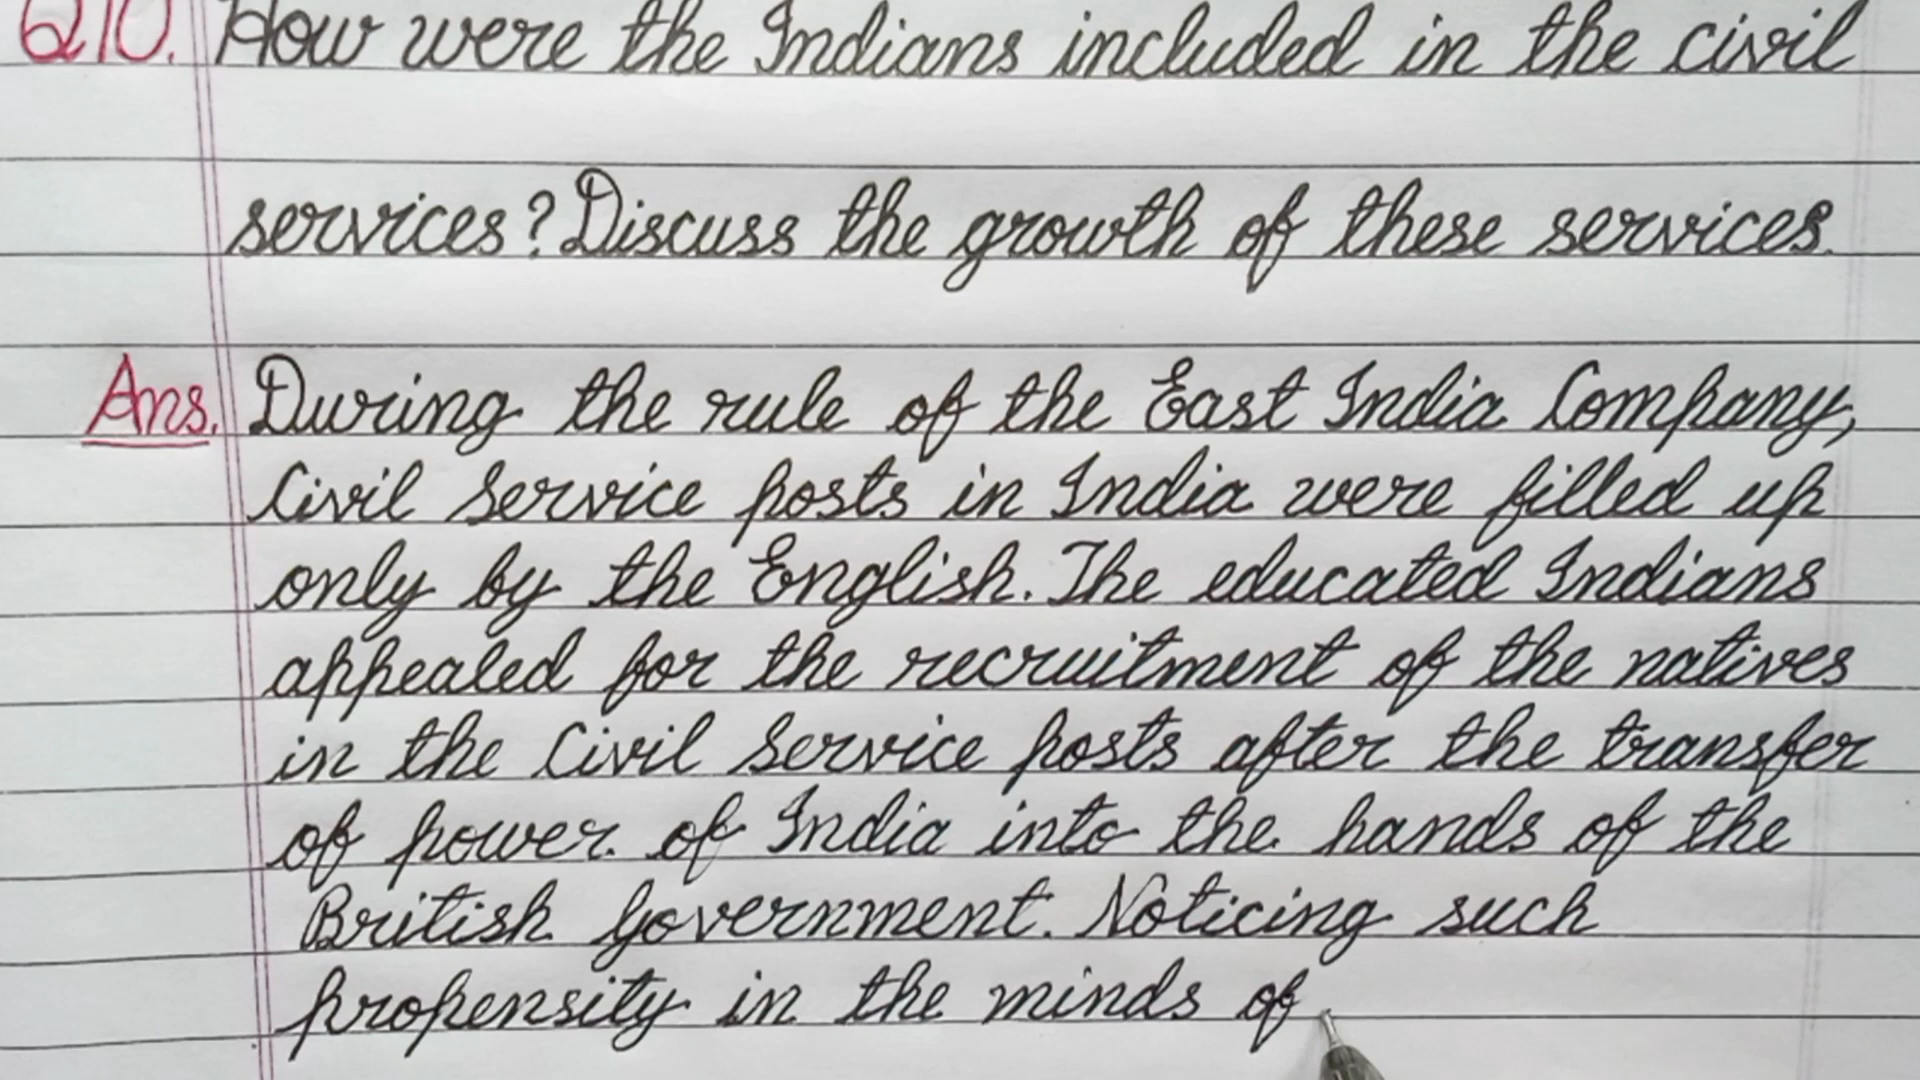 Q10. How were the Indians included in the civil
services? Discuss the growth of these services.
Ans. During the rule of the East India Company,
Civil Service posts in India were filled up
only by the English. The educated Indians
appealed for the recruitment of the natives
in the Civil Service posts after the transfer
of power of India into the hands of the
British Government. Noticing such
propensity in the minds of